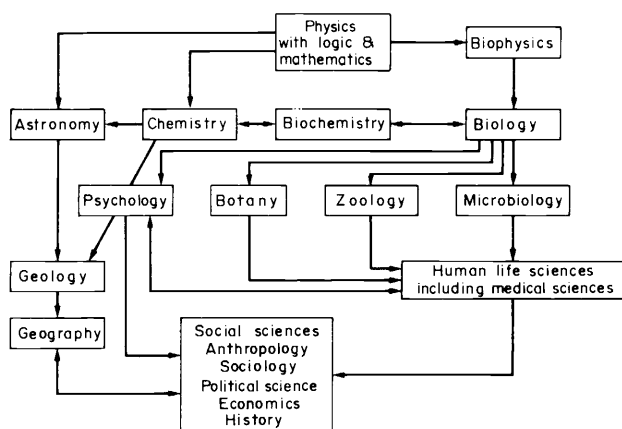 Physics
with logic &
mathematics
Biophysics
Astronomy
Chemistry
Biochemistry
Biology
Psychology
Botany
Zoology
Microbiology
Geology
Human life sciences
including medical sciences
Geography
Social sciences
Anthropology
Sociology
Political science
Economics
History